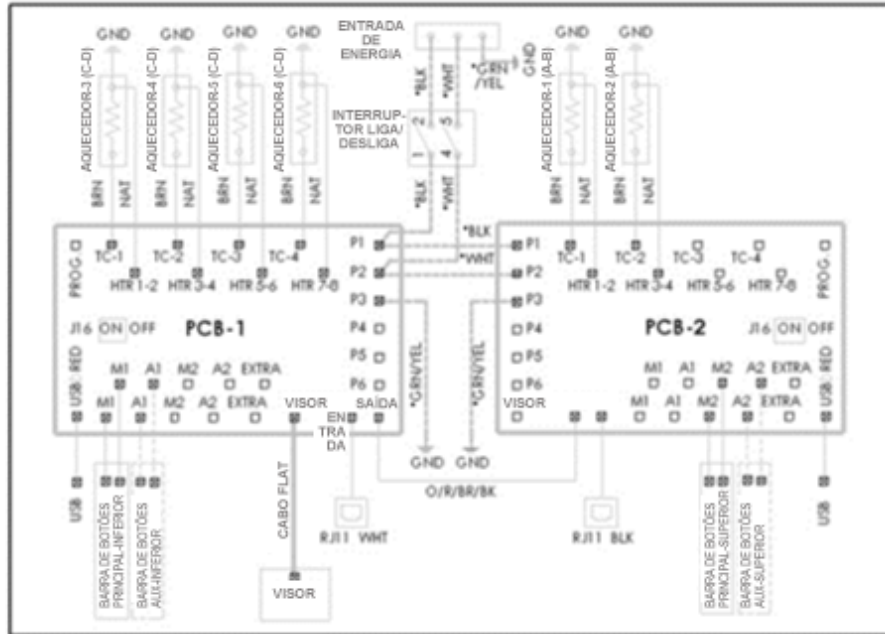 GND GND GND GND
ENTRADA
DE
ENERGIA
GND GND
*GRN
/YEL
GND
AQUECEDOR-3 (C-D)
AQUECEDOR-4 (C-D)
AQUECEDOR-5 (C-D)
AQUECEDOR-6 (C-D)
*BLK
*WHT
AQUECEDOR-1 (A-B)
AQUECEDOR-2 (A-B)
INTERRUP-
TOR LIGA/
DESLIGA
2 5
1 4
BRN NAT BRN NAT BRN NAT BRN NAT
*BLK
*WHT
BRN NAT BRN NAT
*BLK
*WHT
PROG.
TC-1 TC-2 TC-3 TC-4
HTR 1-2 HTR 3-4 HTR 5-6 HTR 7-8
P1
P2
P3
P4
P5
P6
PCB-1
J16 ON OFF
USB RED
M1 A1 M2 A2 EXTRA
M1 A1 M2 A2 EXTRA
VISOR
EN
TRA
DA
SAÍDA
*GRN/YEL
*GRN/YEL
GND GND
P1
P2
P3
P4
P5
P6
VISOR
TC-1 TC-2 TC-3 TC-4
HTR 1-2 HTR 3-4 HTR 5-6 HTR 7-8
PROG.
PCB-2
J16 ON OFF
USB RED
M1 A1 M2 A2 EXTRA
M1 A1 M2 A2 EXTRA
O/R/BR/BK
USB
BARRA DE BOTÕES
PRINCIPAL-INFERIOR
BARRA DE BOTÕES
AUX-INFERIOR
CABO FLAT
VISOR
RJ11 WHT
RJ11 BLK
BARRA DE BOTÕES
PRINCIPAL-SUPERIOR
BARRA DE BOTÕES
AUX-SUPERIOR
USB